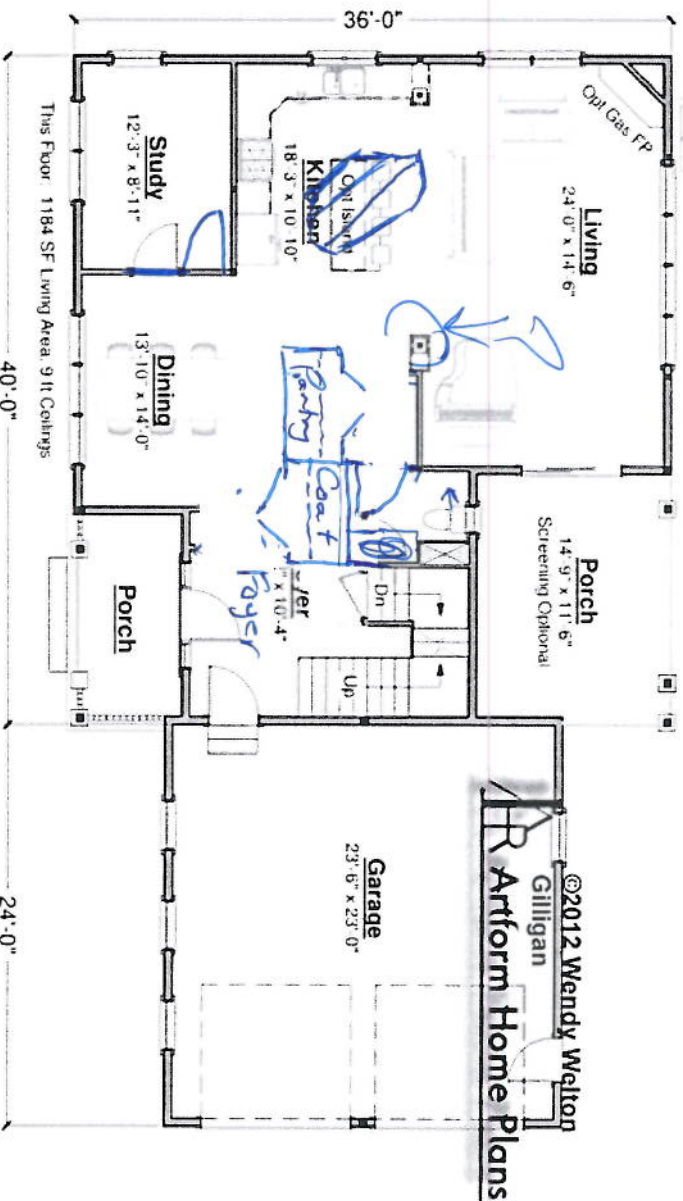 36'-0"
Opt Gas FP
Living
24'0" x 14'-6"
Porch
14'9" x 11'6"
Screening Optional
©2012 Wendy Welton
Gilligan
Artform Home Plans
Kitchen
18'3" x 10'10"
Opt Island
Pantry
Coat
Dn
Up
yer
" x 10'-4"
Foyer
Garage
23'-6" x 23'-0"
Study
12'-3" x 8'-11"
Dining
13'-10" x 14'-0"
Porch
This Floor: 1184 SF Living Area, 9 ft Ceilings
40'-0"
24'-0"